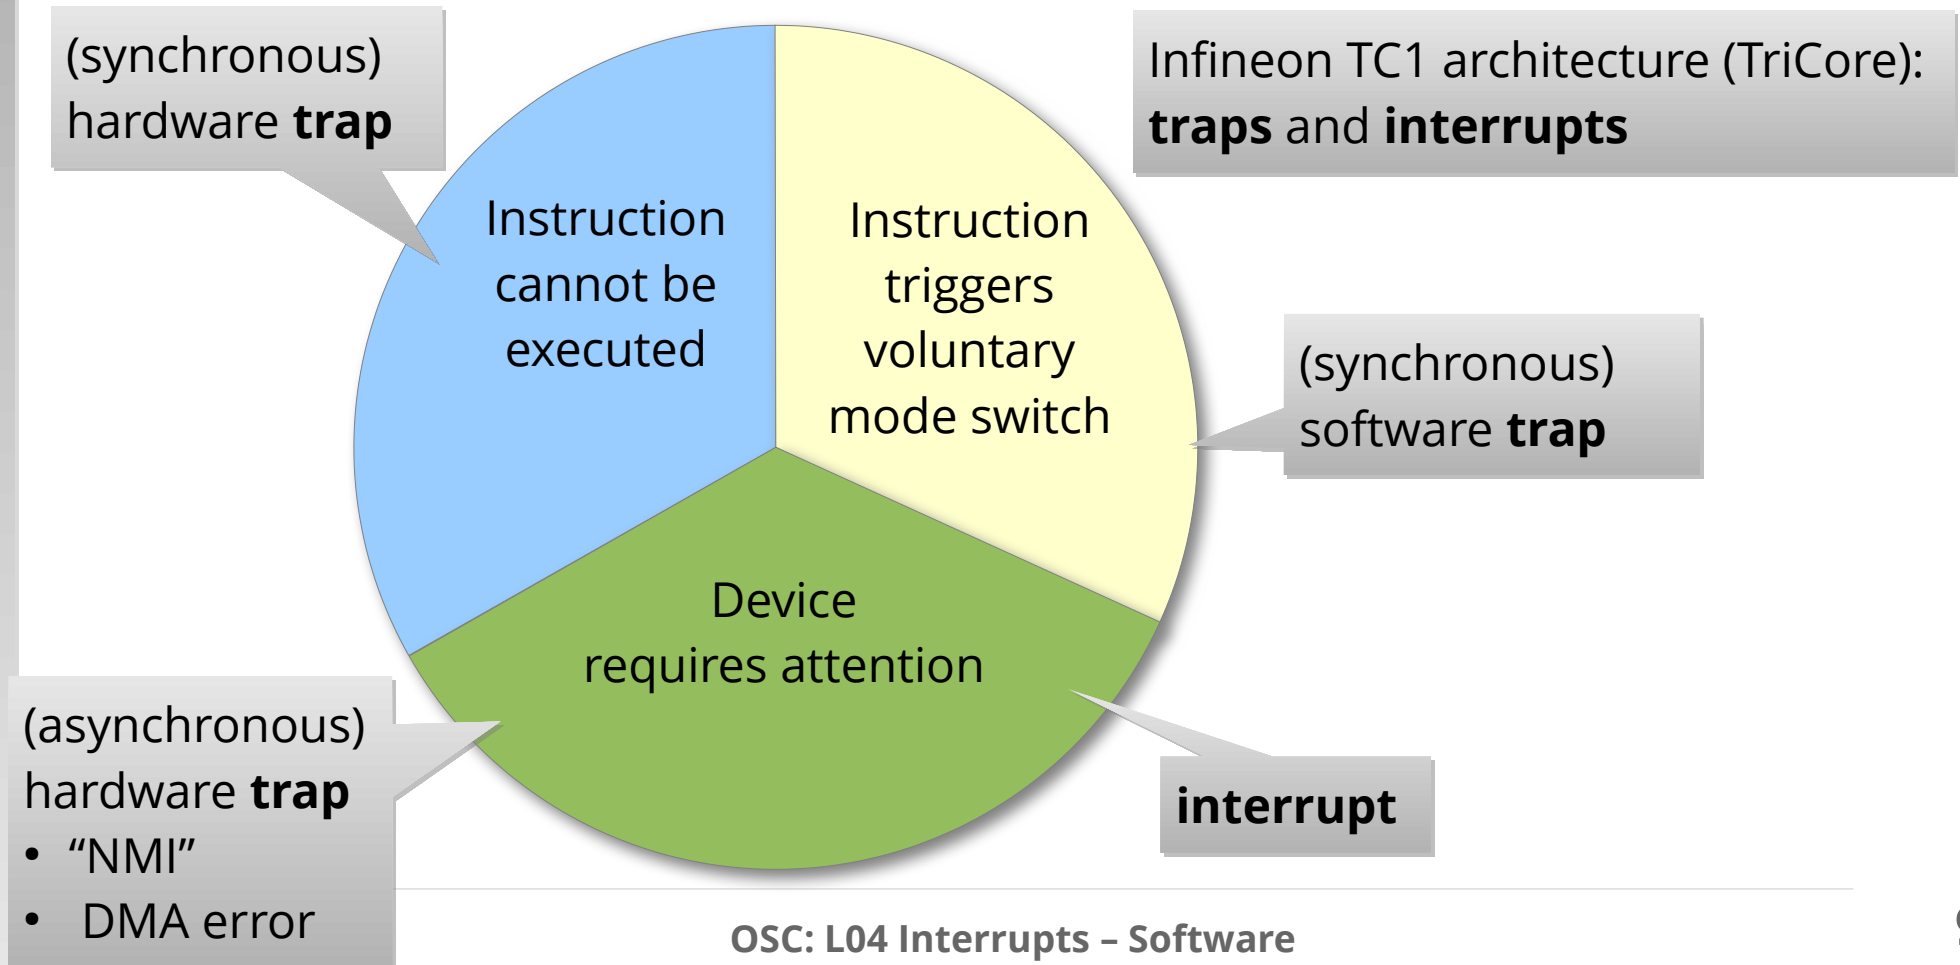 (synchronous)
hardware trap
Infineon TC1 architecture (TriCore):
traps and interrupts
Instruction
cannot be
executed
Instruction
triggers
voluntary
mode switch
(synchronous)
software trap
Device
requires attention
(asynchronous)
hardware trap
• “NMI”
• DMA error
interrupt
OSC: L04 Interrupts – Software